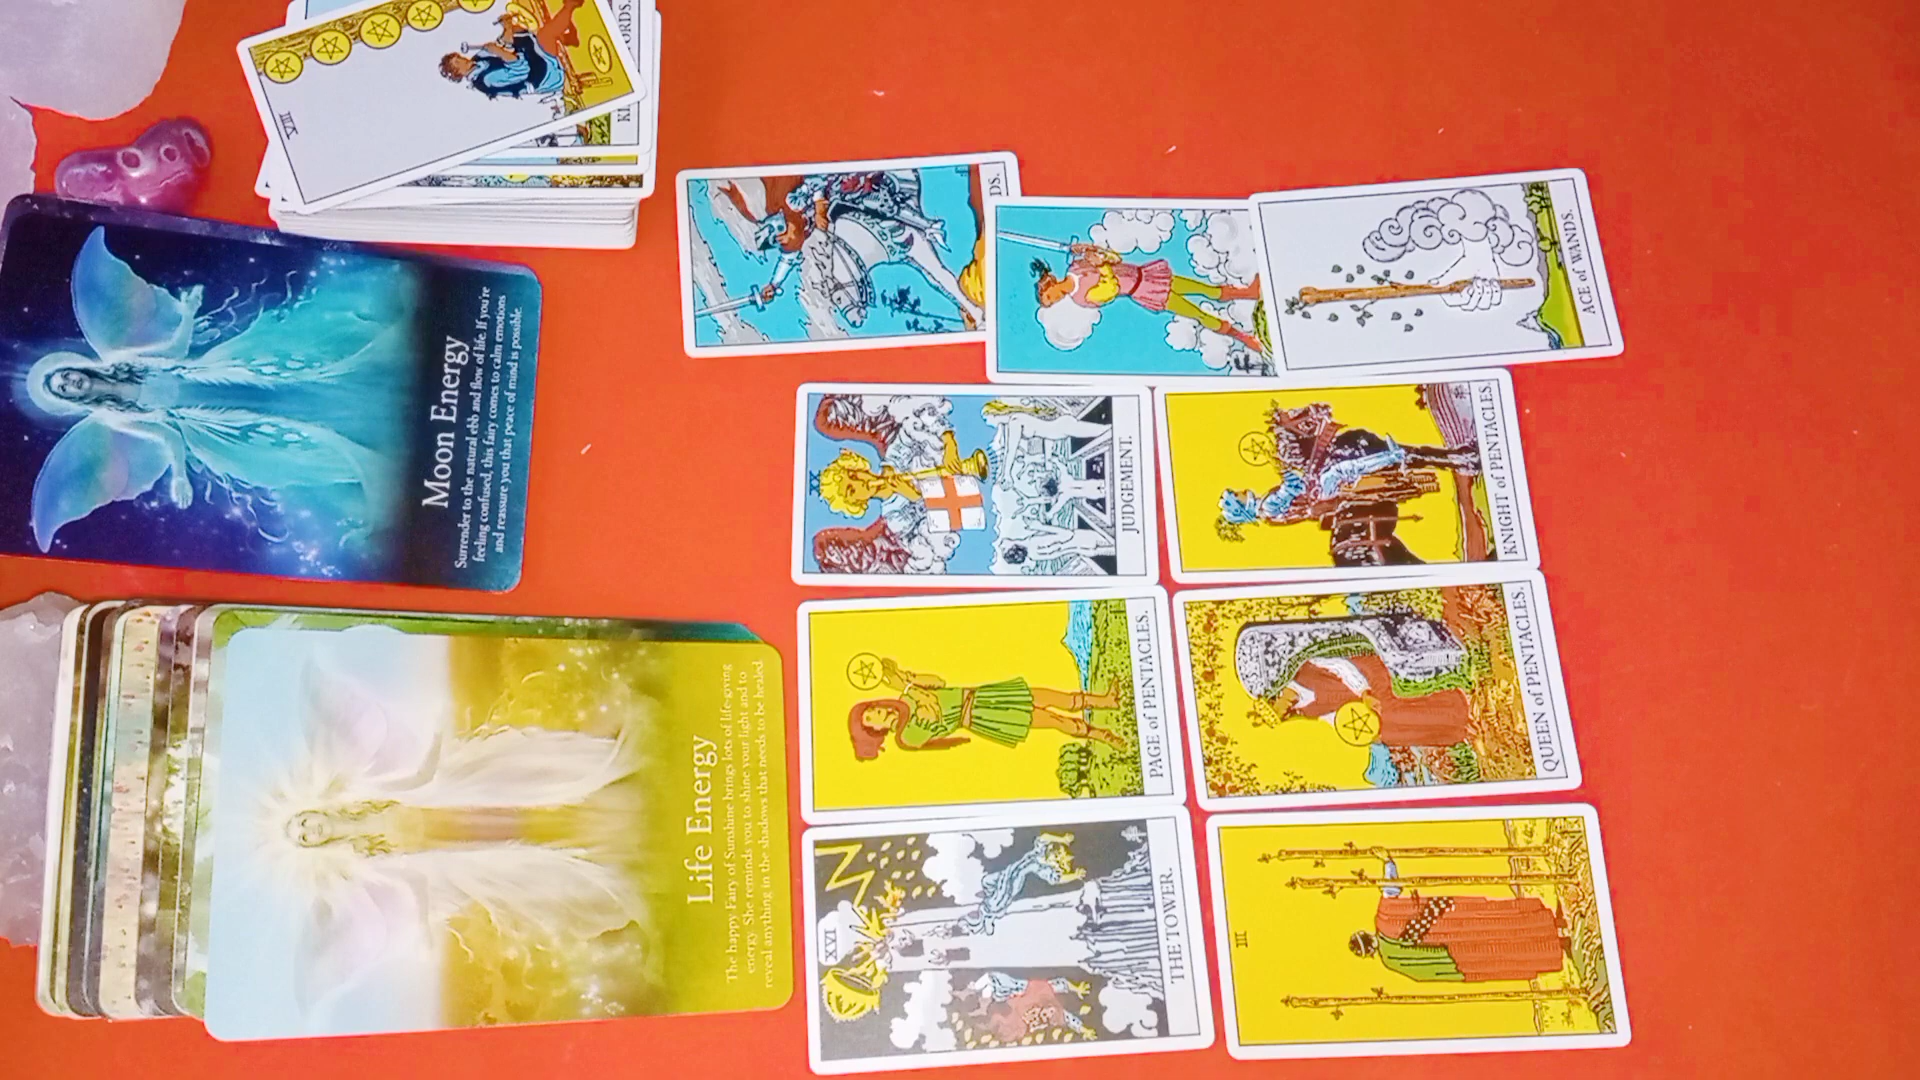 VIII
ORDS.
KI
Moon Energy
Surrender to the natural ebb and flow of life. If you're
feeling confused, this fairy comes to calm emotions
and reassure you that peace of mind is possible.
Life Energy
The happy Fairy of Sunshine brings lots of life-giving
energy. She reminds you to shine your light and to
reveal anything in the shadows that needs to be healed.
DS.
ACE of WANDS.
XX
JUDGEMENT.
KNIGHT of PENTACLES.
PAGE of PENTACLES.
QUEEN of PENTACLES.
XVI
THE TOWER.
III